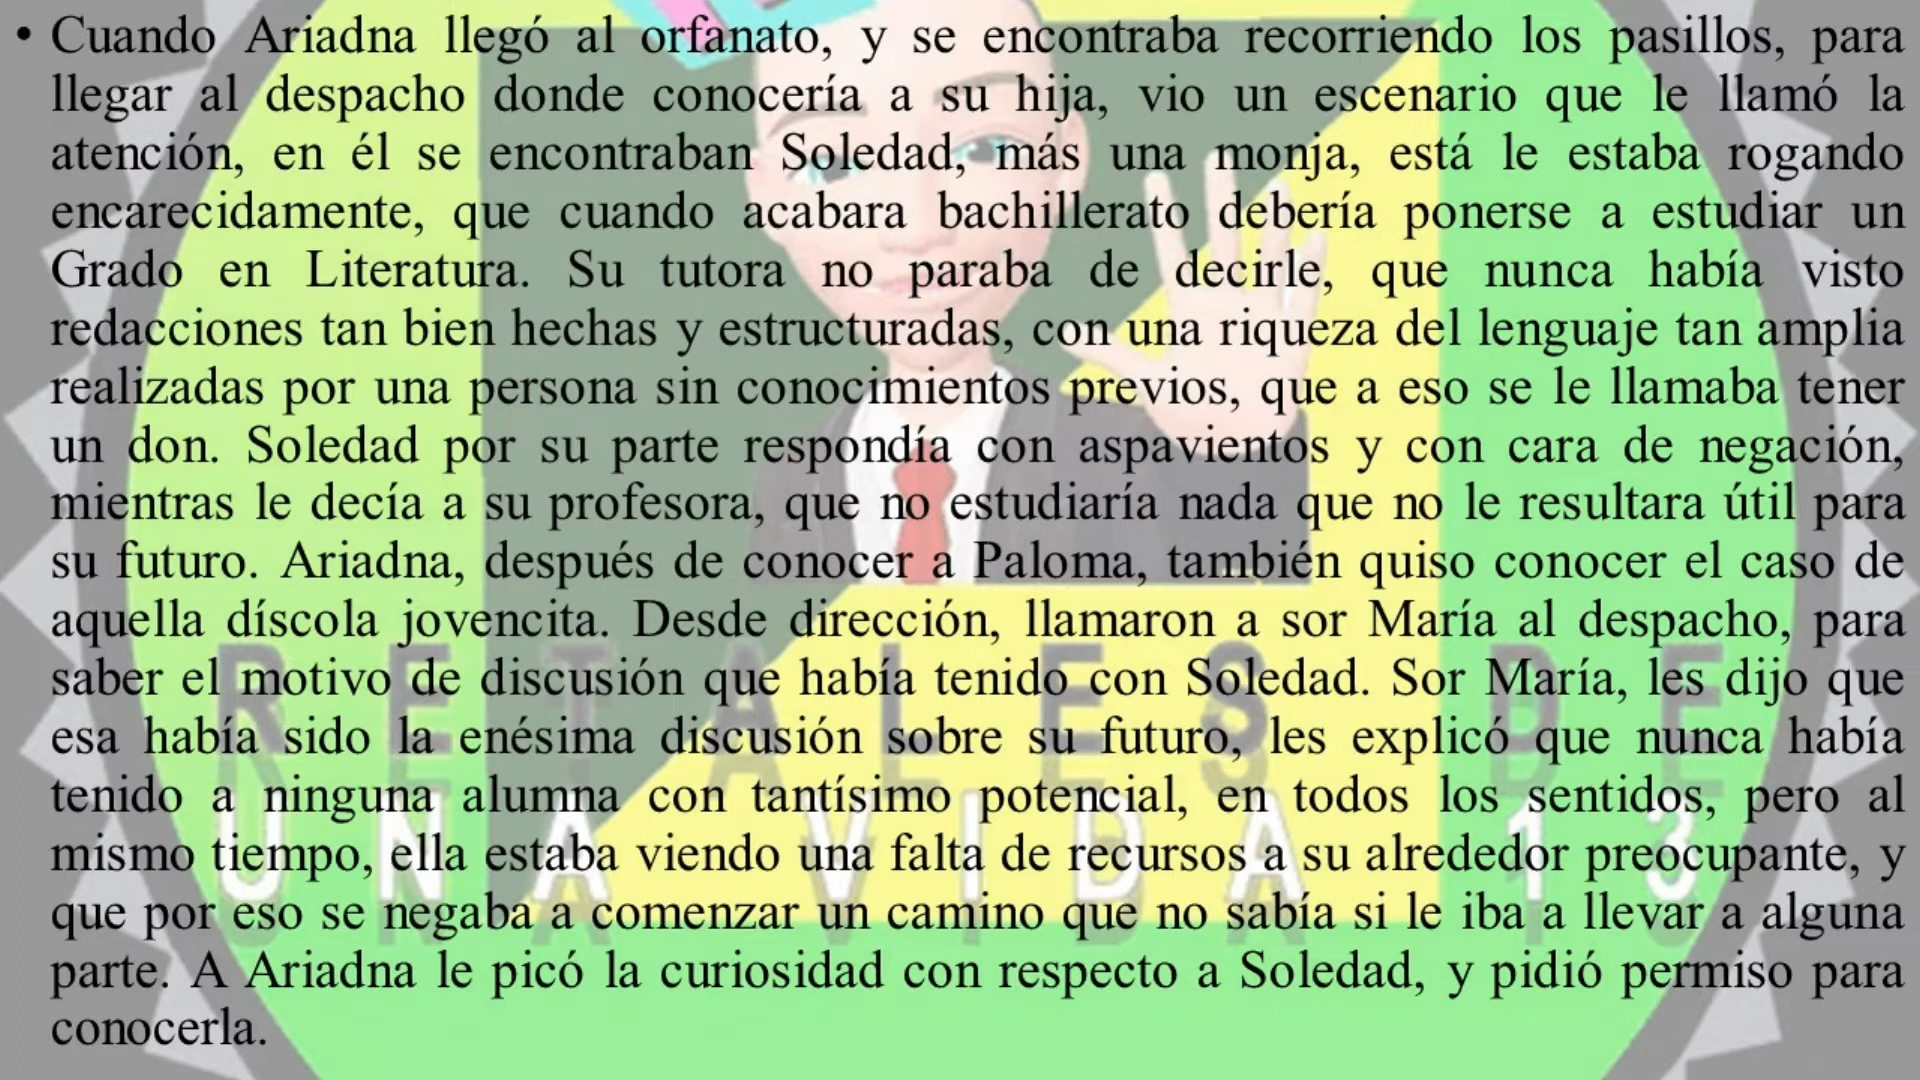 • Cuando Ariadna llegó al orfanato, y se encontraba recorriendo los pasillos, para
llegar al despacho donde conocería a su hija, vio un escenario que le llamó la
atención, en él se encontraban Soledad, más una monja, está le estaba rogando
encarecidamente, que cuando acabara bachillerato debería ponerse a estudiar un
Grado en Literatura. Su tutora no paraba de decirle, que nunca había visto
redacciones tan bien hechas y estructuradas, con una riqueza del lenguaje tan amplia
realizadas por una persona sin conocimientos previos, que a eso se le llamaba tener
un don. Soledad por su parte respondía con aspavientos y con cara de negación,
mientras le decía a su profesora, que no estudiaría nada que no le resultara útil para
su futuro. Ariadna, después de conocer a Paloma, también quiso conocer el caso de
aquella díscola jovencita. Desde dirección, llamaron a sor María al despacho, para
saber el motivo de discusión que había tenido con Soledad. Sor María, les dijo que
esa había sido la enésima discusión sobre su futuro, les explicó que nunca había
tenido a ninguna alumna con tantísimo potencial, en todos los sentidos, pero al
mismo tiempo, ella estaba viendo una falta de recursos a su alrededor preocupante, y
que por eso se negaba a comenzar un camino que no sabía si le iba a llevar a alguna
parte. A Ariadna le picó la curiosidad con respecto a Soledad, y pidió permiso para
conocerla.
RETALES DE
UNA VIDA 13